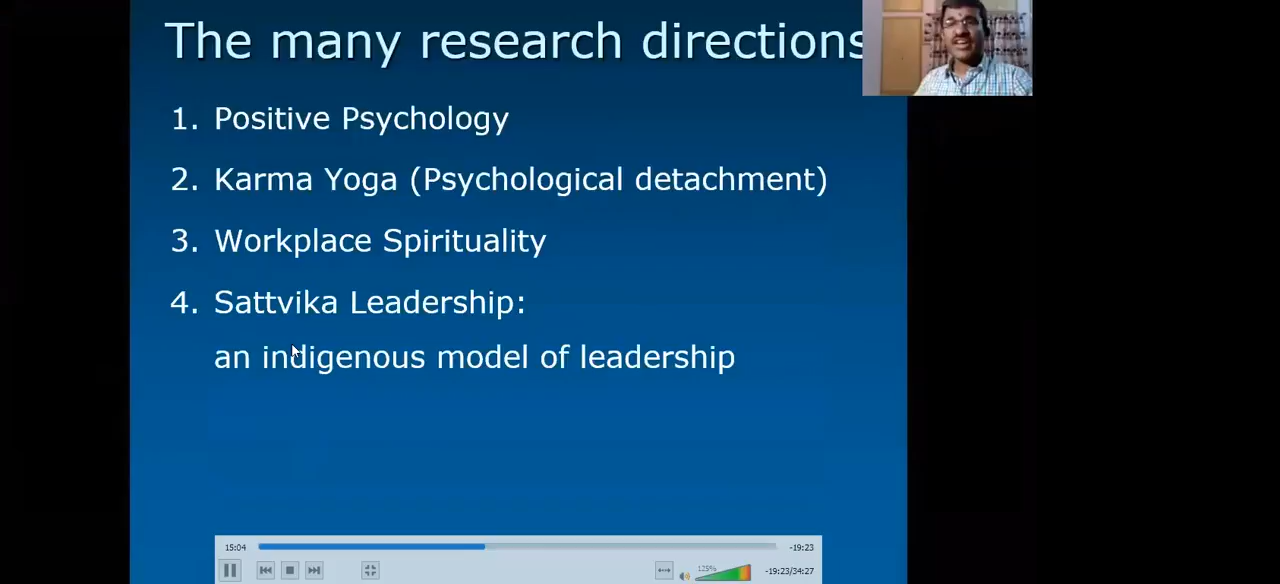 The many research directions
1. Positive Psychology
2. Karma Yoga (Psychological detachment)
3. Workplace Spirituality
4. Sattvika Leadership:
an indigenous model of leadership
15:04
-19:23
125%
-19:23/34:27